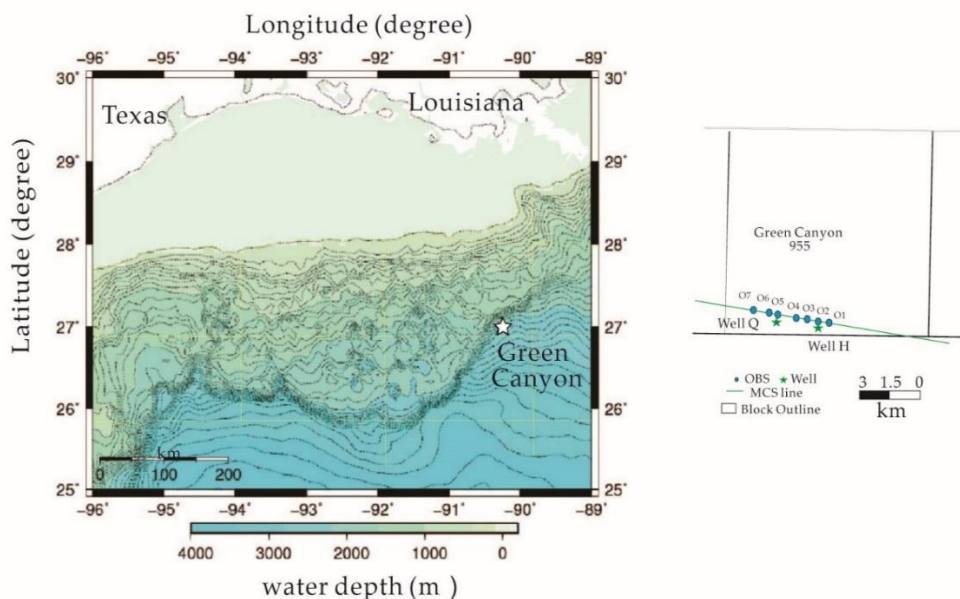 Longitude (degree)
−96° −95° −94° −93° −92° −91° −90° −89°
30° 30°
Texas
Louisiana
29° 29°
28° 28°
Latitude (degree)
27° 27°
Green
Canyon
26° 26°
km
0 100 200
25° 25°
−96° −95° −94° −93° −92° −91° −90° −89°
4000 3000 2000 1000 0
water depth (m )
Green Canyon
955
O7 O6 O5 O4 O3 O2 O1
Well Q
Well H
OBS Well
MCS line
Block Outline
3 1.5 0
km